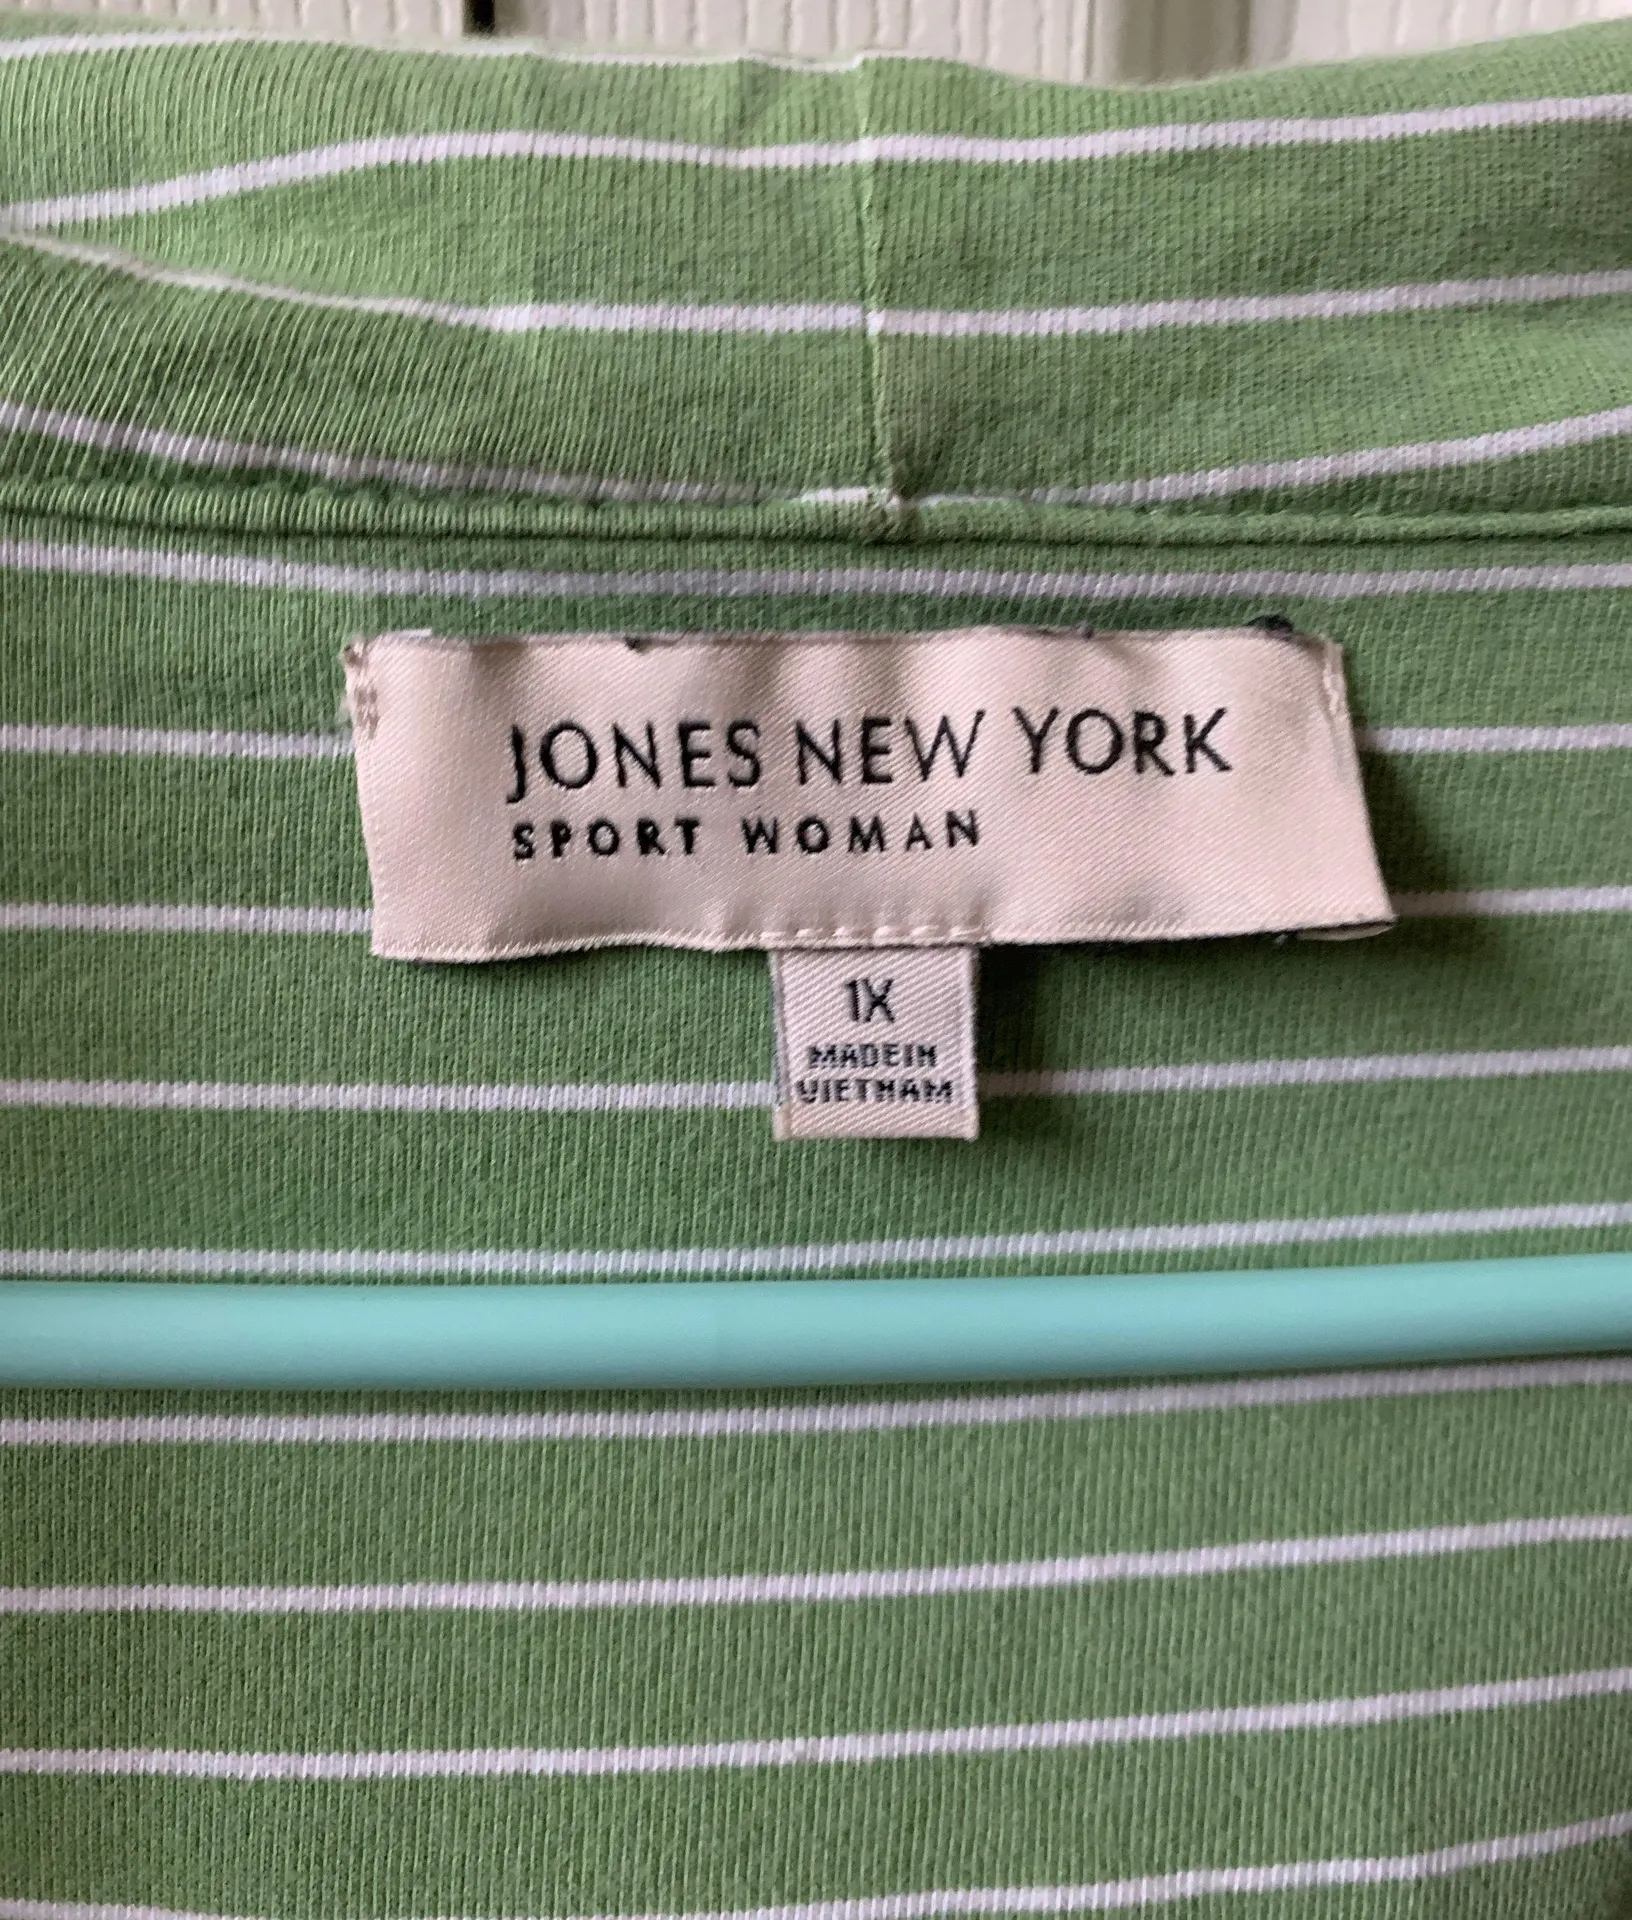 JONES NEW YORK
SPORT WOMAN
1X
MADE IN
VIETNAM